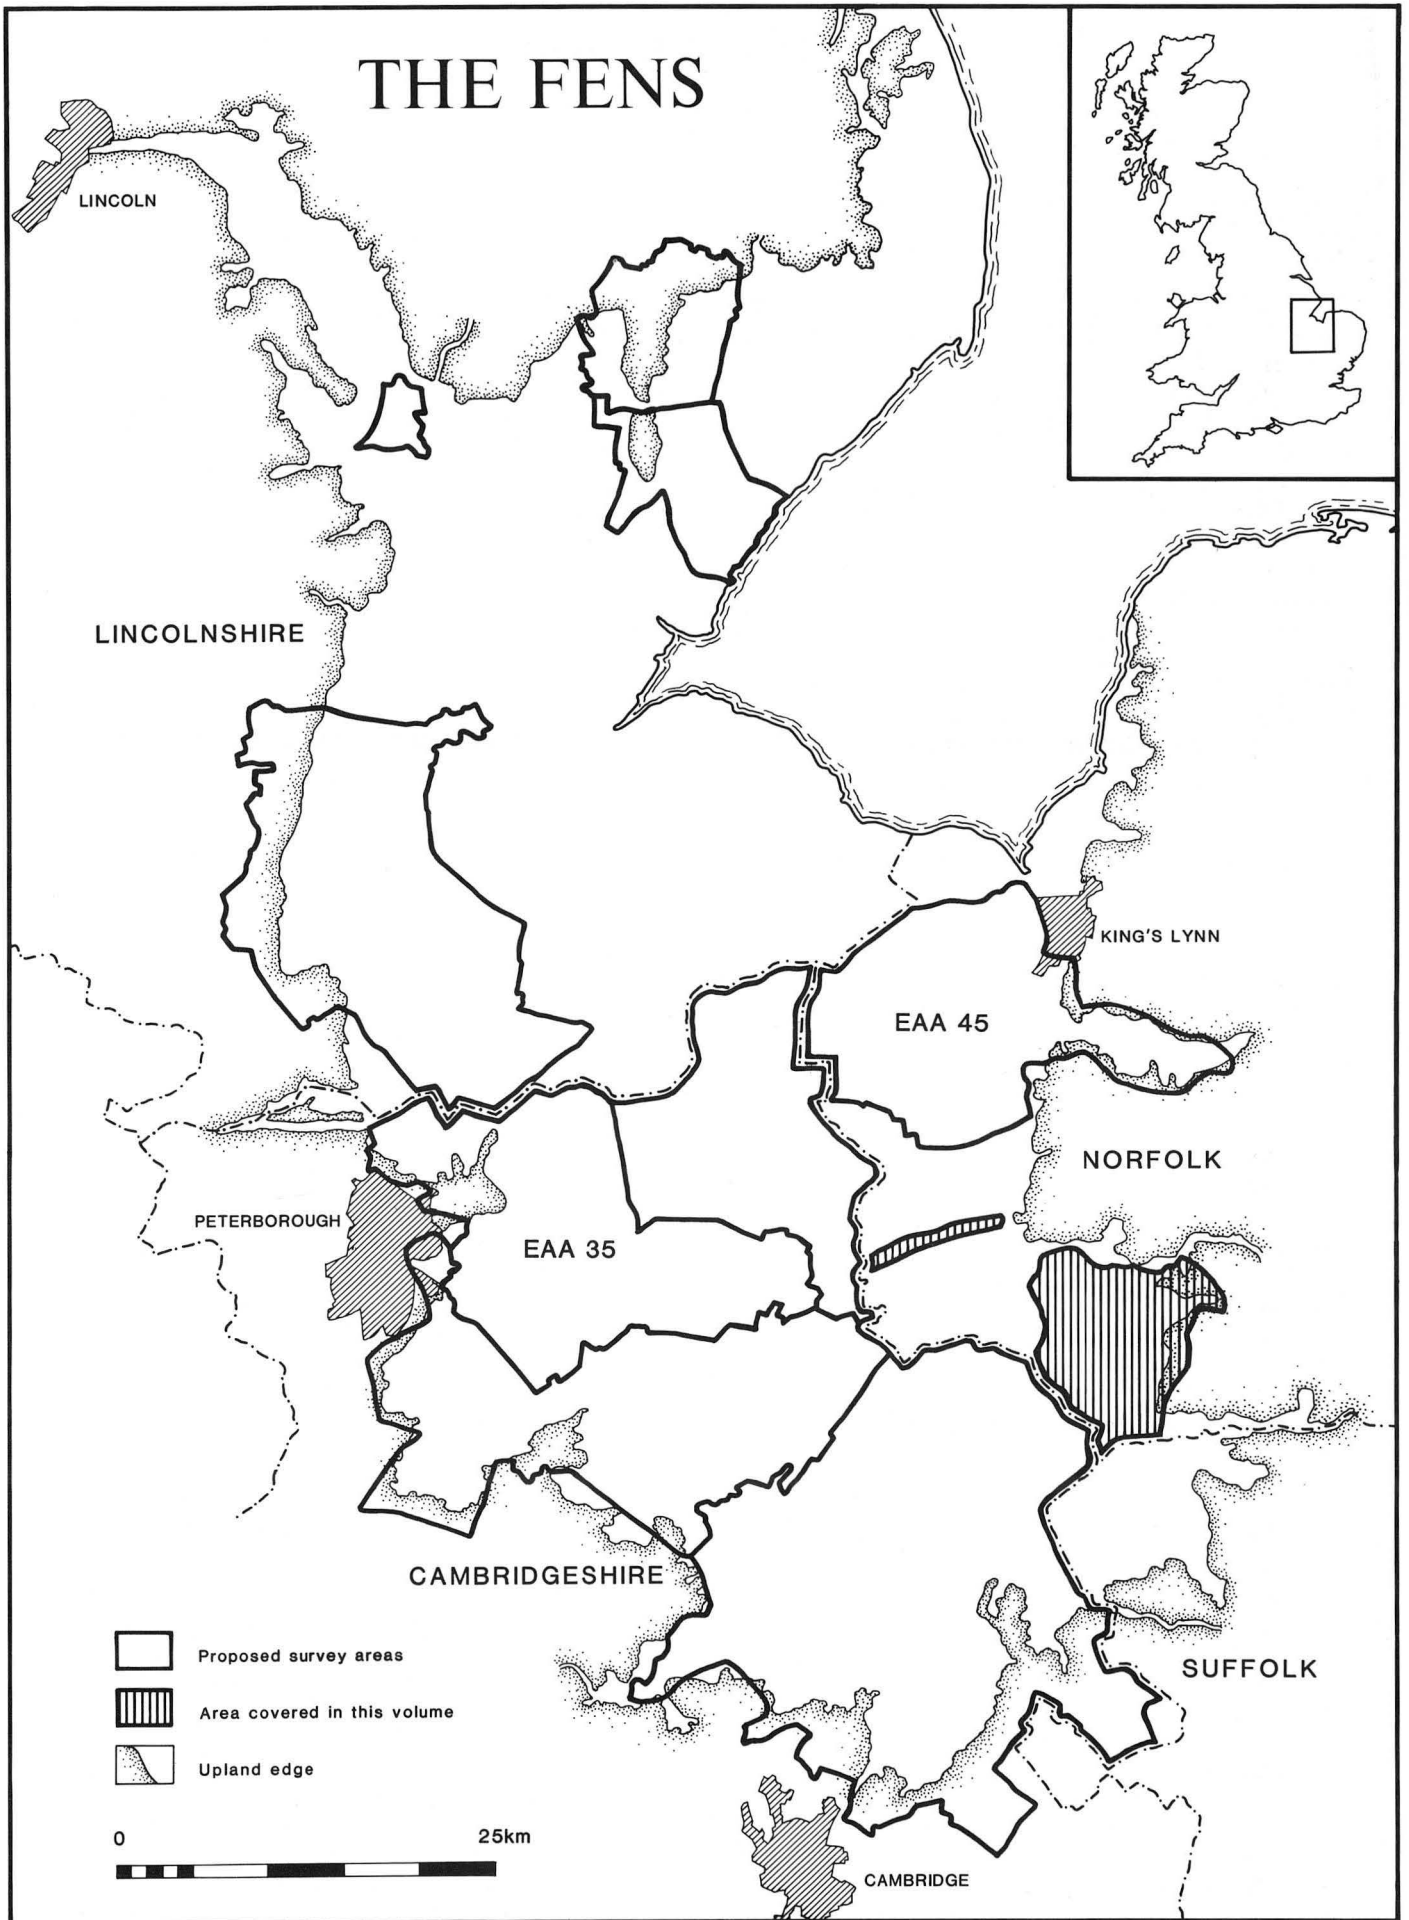 THE FENS
LINCOLN
LINCOLNSHIRE
KING'S LYNN
EAA 45
NORFOLK
PETERBOROUGH
EAA 35
CAMBRIDGESHIRE
SUFFOLK
Proposed survey areas
Area covered in this volume
Upland edge
0 25km
CAMBRIDGE